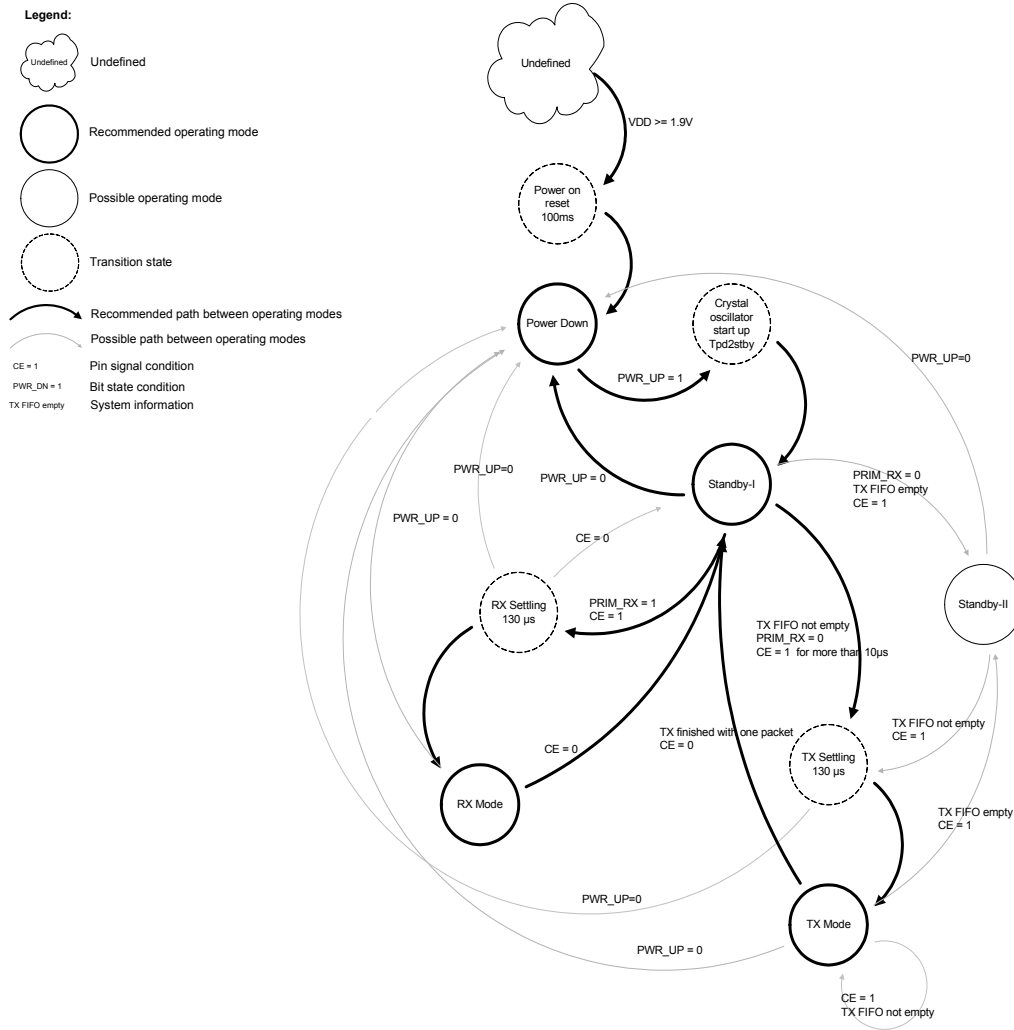 Legend:
Undefined
Undefined
Recommended operating mode
Possible operating mode
Transition state
Recommended path between operating modes
Possible path between operating modes
CE = 1
Pin signal condition
PWR_DN = 1
Bit state condition
TX FIFO empty
System information
Undefined
VDD >= 1.9V
Power on
reset
100ms
Power Down
Crystal
oscillator
start up
Tpd2stby
PWR_UP=0
PWR_UP = 1
PWR_UP=0
PWR_UP = 0
Standby-I
PRIM_RX = 0
TX FIFO empty
CE = 1
PWR_UP = 0
CE = 0
RX Settling
130 µs
PRIM_RX = 1
CE = 1
Standby-II
TX FIFO not empty
PRIM_RX = 0
CE = 1 for more than 10µs
TX FIFO not empty
CE = 1
TX finished with one packet
CE = 0
CE = 0
TX Settling
130 µs
RX Mode
TX FIFO empty
CE = 1
PWR_UP=0
TX Mode
PWR_UP = 0
CE = 1
TX FIFO not empty